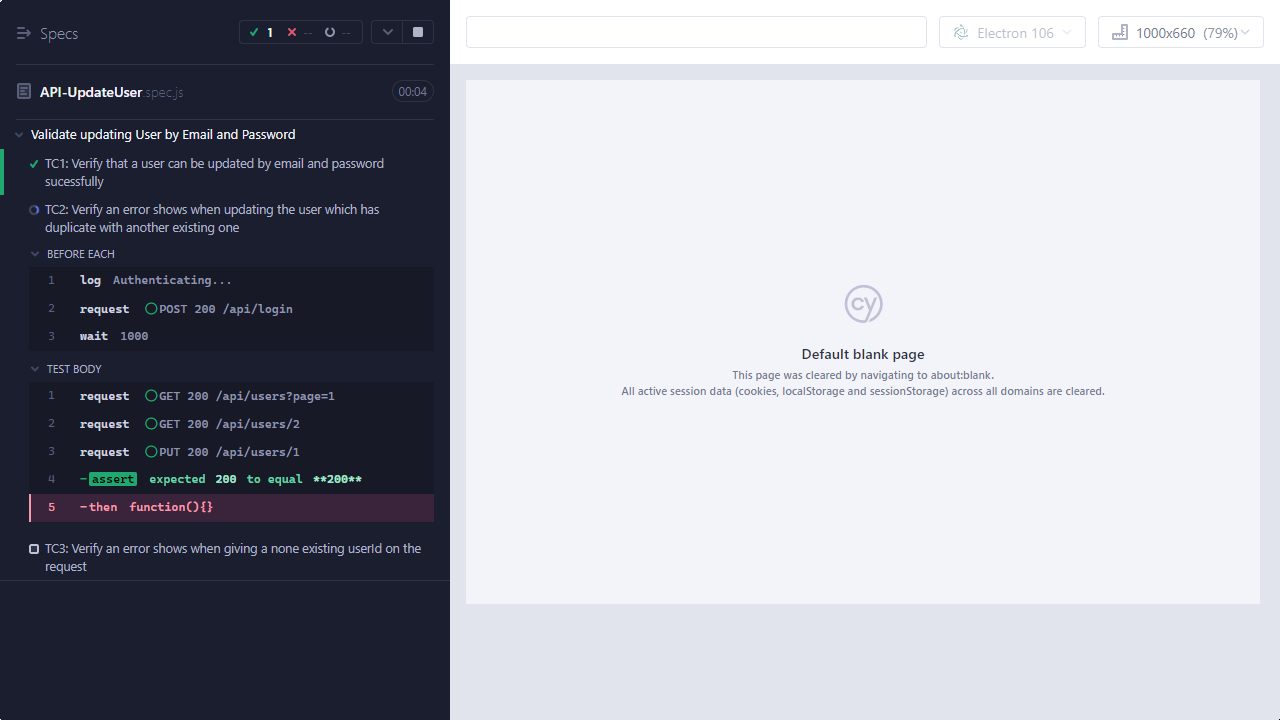 Specs
1 -- --
API-UpdateUser.spec.js 00:04
Validate updating User by Email and Password
TC1: Verify that a user can be updated by email and password
sucessfully
TC2: Verify an error shows when updating the user which has
duplicate with another existing one
BEFORE EACH
1 log Authenticating...
2 request POST 200 /api/login
3 wait 1000
TEST BODY
1 request GET 200 /api/users?page=1
2 request GET 200 /api/users/2
3 request PUT 200 /api/users/1
4 -assert expected 200 to equal **200**
5 -then function(){}
TC3: Verify an error shows when giving a none existing userId on the
request
Electron 106
1000x660 (79%)
cy
Default blank page
This page was cleared by navigating to about:blank.
All active session data (cookies, localStorage and sessionStorage) across all domains are cleared.